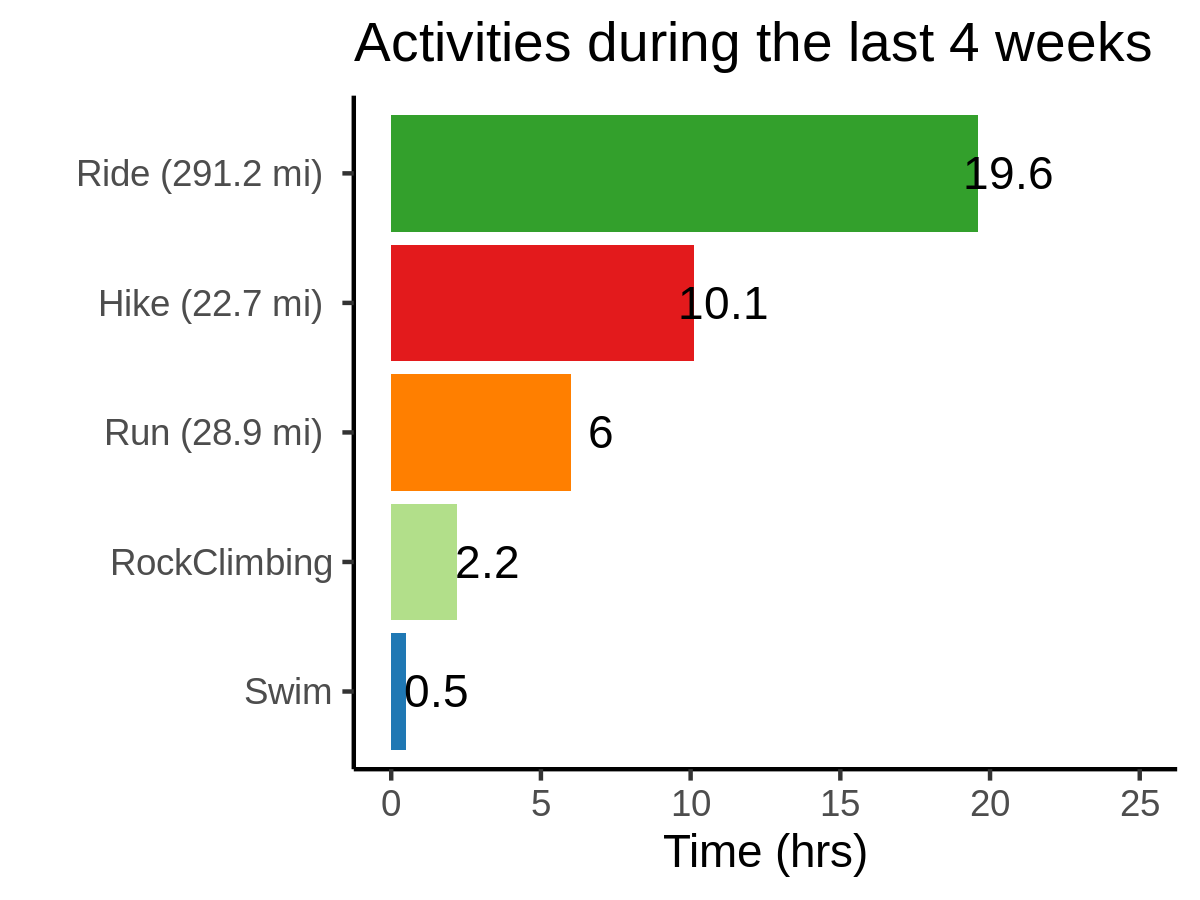 Activities during the last 4 weeks
Ride (291.2 mi) 19.6
Hike (22.7 mi) 10.1
Run (28.9 mi) 6
RockClimbing 2.2
Swim 0.5
0 5 10 15 20 25
Time (hrs)